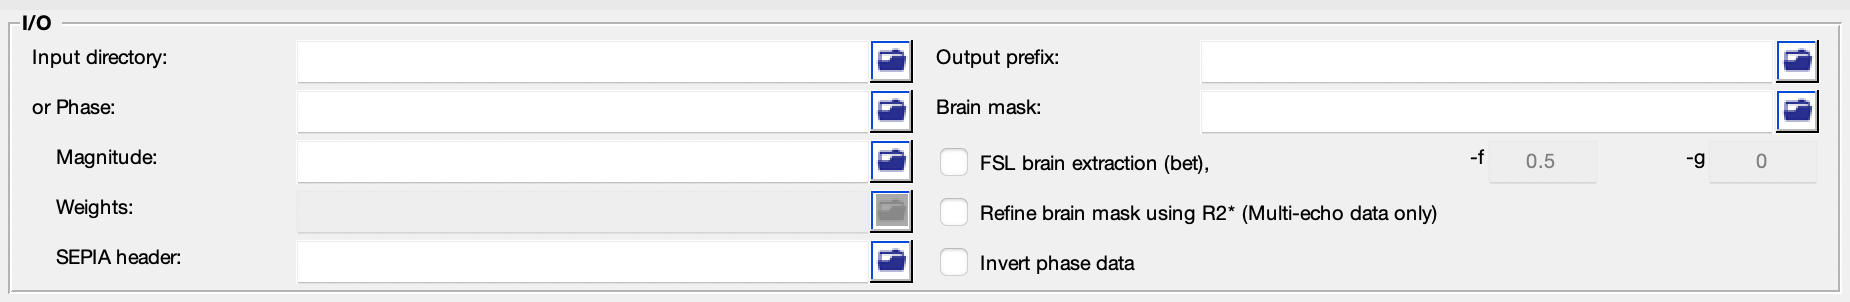 I/O
Input directory:
Output prefix:
or Phase:
Brain mask:
Magnitude:
FSL brain extraction (bet),
-f 0.5
-g 0
Weights:
Refine brain mask using R2* (Multi-echo data only)
SEPIA header:
Invert phase data